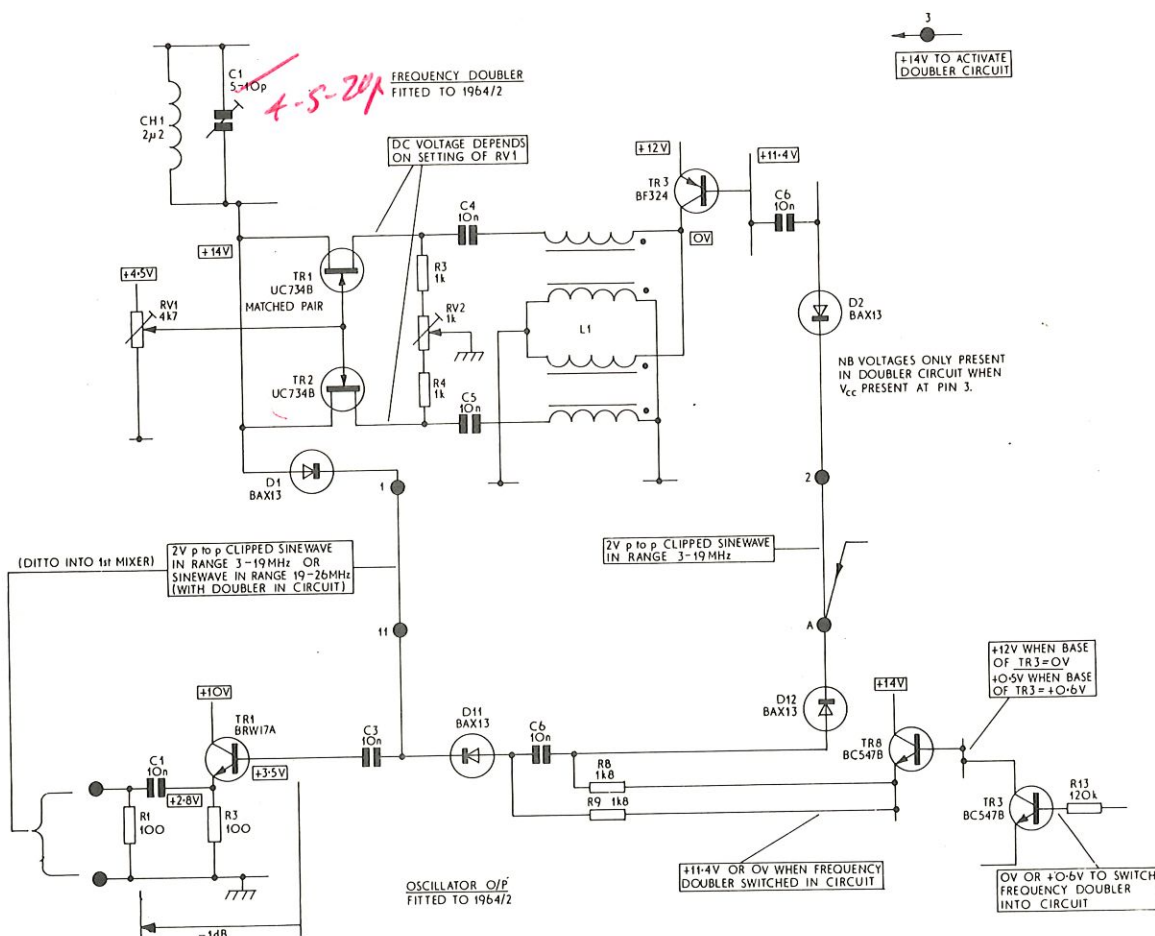 3
+14V TO ACTIVATE
DOUBLER CIRCUIT
C1
5-10p
4-5-20p
FREQUENCY DOUBLER
FITTED TO 1964/2
CH1
2µ2
DC VOLTAGE DEPENDS
ON SETTING OF RV1
+12V
TR3
BF324
+11·4V
C6
10n
C4
10n
OV
+14V
TR1
UC734B
MATCHED PAIR
R3
1k
+4·5V
RV1
4k7
RV2
1k
L1
D2
BAX13
TR2
UC734B
R4
1k
C5
10n
NB VOLTAGES ONLY PRESENT
IN DOUBLER CIRCUIT WHEN
Vcc PRESENT AT PIN 3.
D1
BAX13
1
2
(DITTO INTO 1st MIXER)
2V p to p CLIPPED SINEWAVE
IN RANGE 3-19MHz OR
SINEWAVE IN RANGE 19-26MHz
(WITH DOUBLER IN CIRCUIT)
2V p to p CLIPPED SINEWAVE
IN RANGE 3-19MHz
11
A
+12V WHEN BASE
OF TR3=OV
+0·5V WHEN BASE
OF TR3=+0·6V
+10V
TR1
BRW17A
C3
10n
D11
BAX13
C6
10n
D12
BAX13
+14V
TR8
BC547B
C1
10n
+3·5V
+2·8V
R8
1k8
R9 1k8
R1
100
R3
100
TR3
BC547B
R13
120k
OSCILLATOR O/P
FITTED TO 1964/2
+11·4V OR OV WHEN FREQUENCY
DOUBLER SWITCHED IN CIRCUIT
OV OR +0·6V TO SWITCH
FREQUENCY DOUBLER
INTO CIRCUIT
-1dB